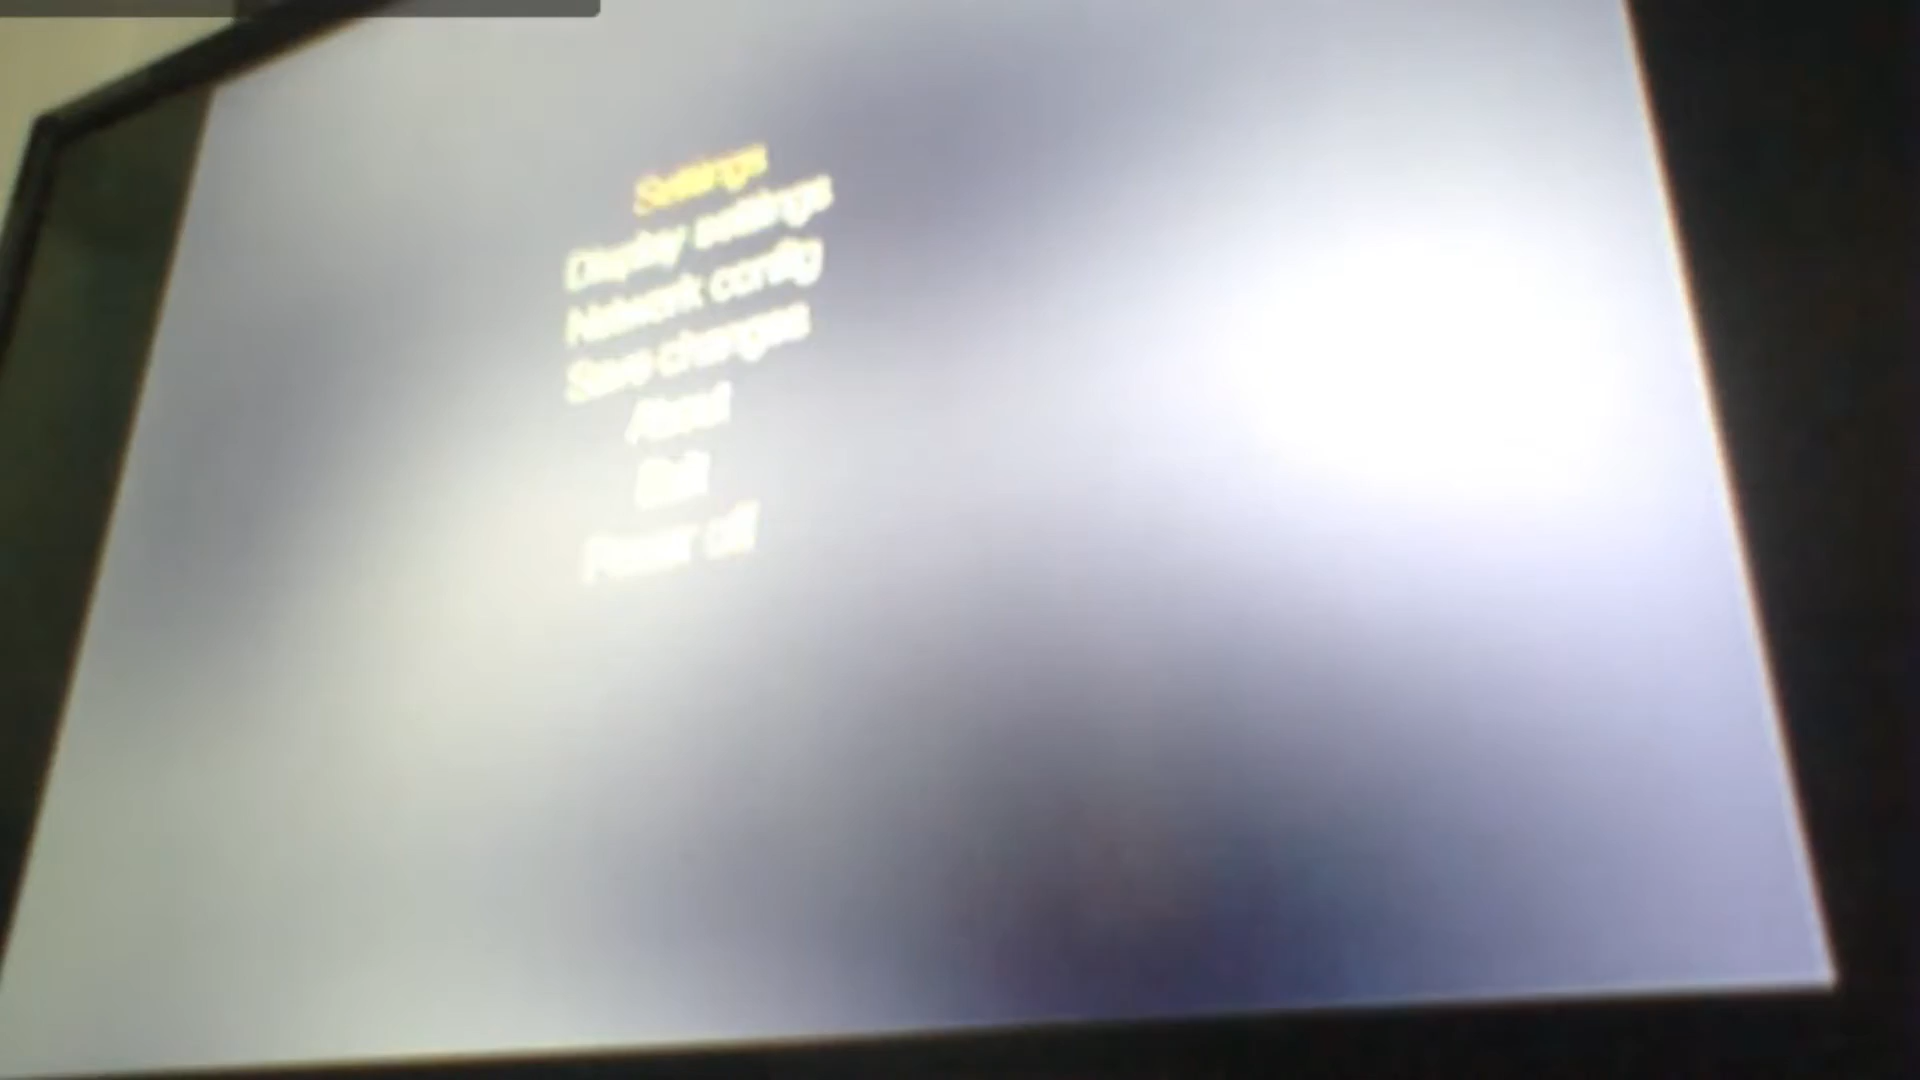 Settings
Display settings
Network config
Save changes
About
Exit
Power off